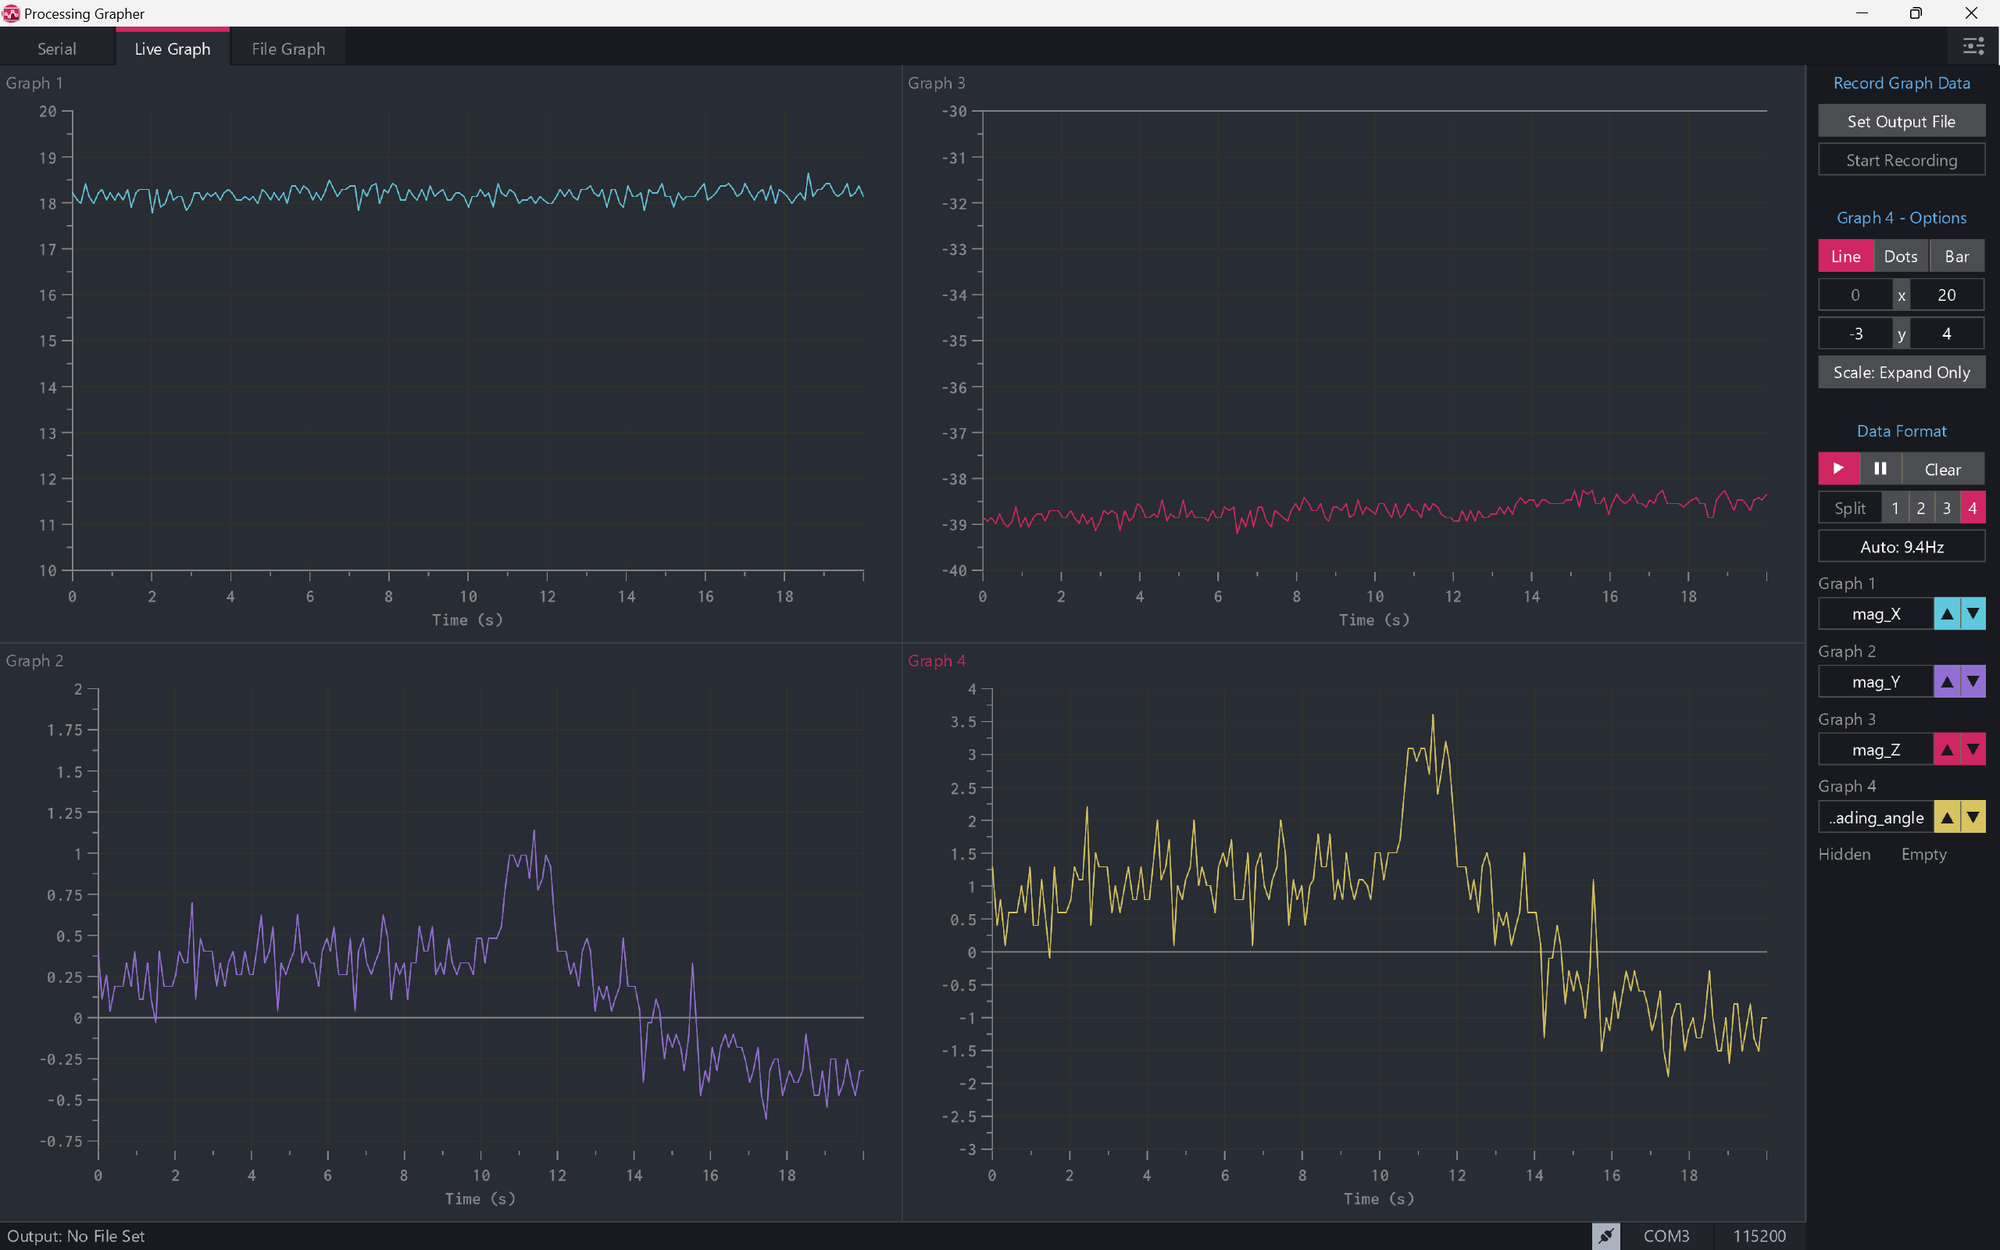 Processing Grapher
Serial
Live Graph
File Graph
Graph 1
20
19
18
17
16
15
14
13
12
11
10
0 2 4 6 8 10 12 14 16 18
Time (s)
Graph 3
-30
-31
-32
-33
-34
-35
-36
-37
-38
-39
-40
0 2 4 6 8 10 12 14 16 18
Time (s)
Graph 2
2
1.75
1.5
1.25
1
0.75
0.5
0.25
0
-0.25
-0.5
-0.75
0 2 4 6 8 10 12 14 16 18
Time (s)
Graph 4
4
3.5
3
2.5
2
1.5
1
0.5
0
-0.5
-1
-1.5
-2
-2.5
-3
0 2 4 6 8 10 12 14 16 18
Time (s)
Record Graph Data
Set Output File
Start Recording
Graph 4 - Options
Line Dots Bar
0 x 20
-3 y 4
Scale: Expand Only
Data Format
Clear
Split 1 2 3 4
Auto: 9.4Hz
Graph 1
mag_X
Graph 2
mag_Y
Graph 3
mag_Z
Graph 4
..ading_angle
Hidden Empty
Output: No File Set
COM3
115200